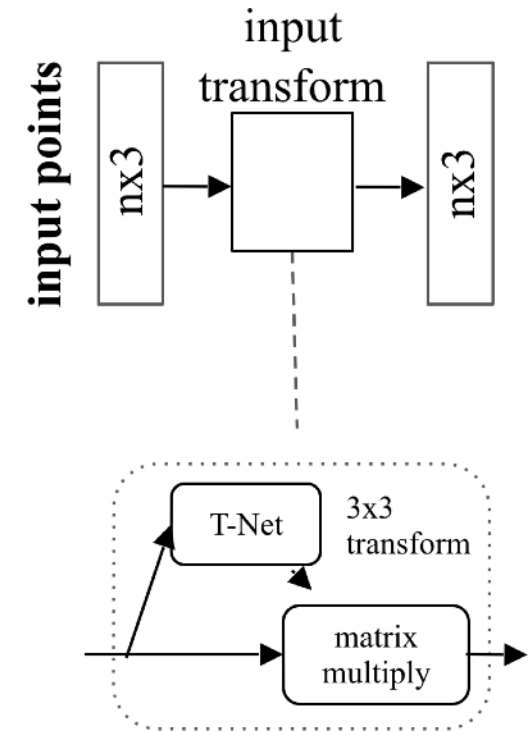 input
transform
input points
nx3
nx3
T-Net
3x3
transform
matrix
multiply